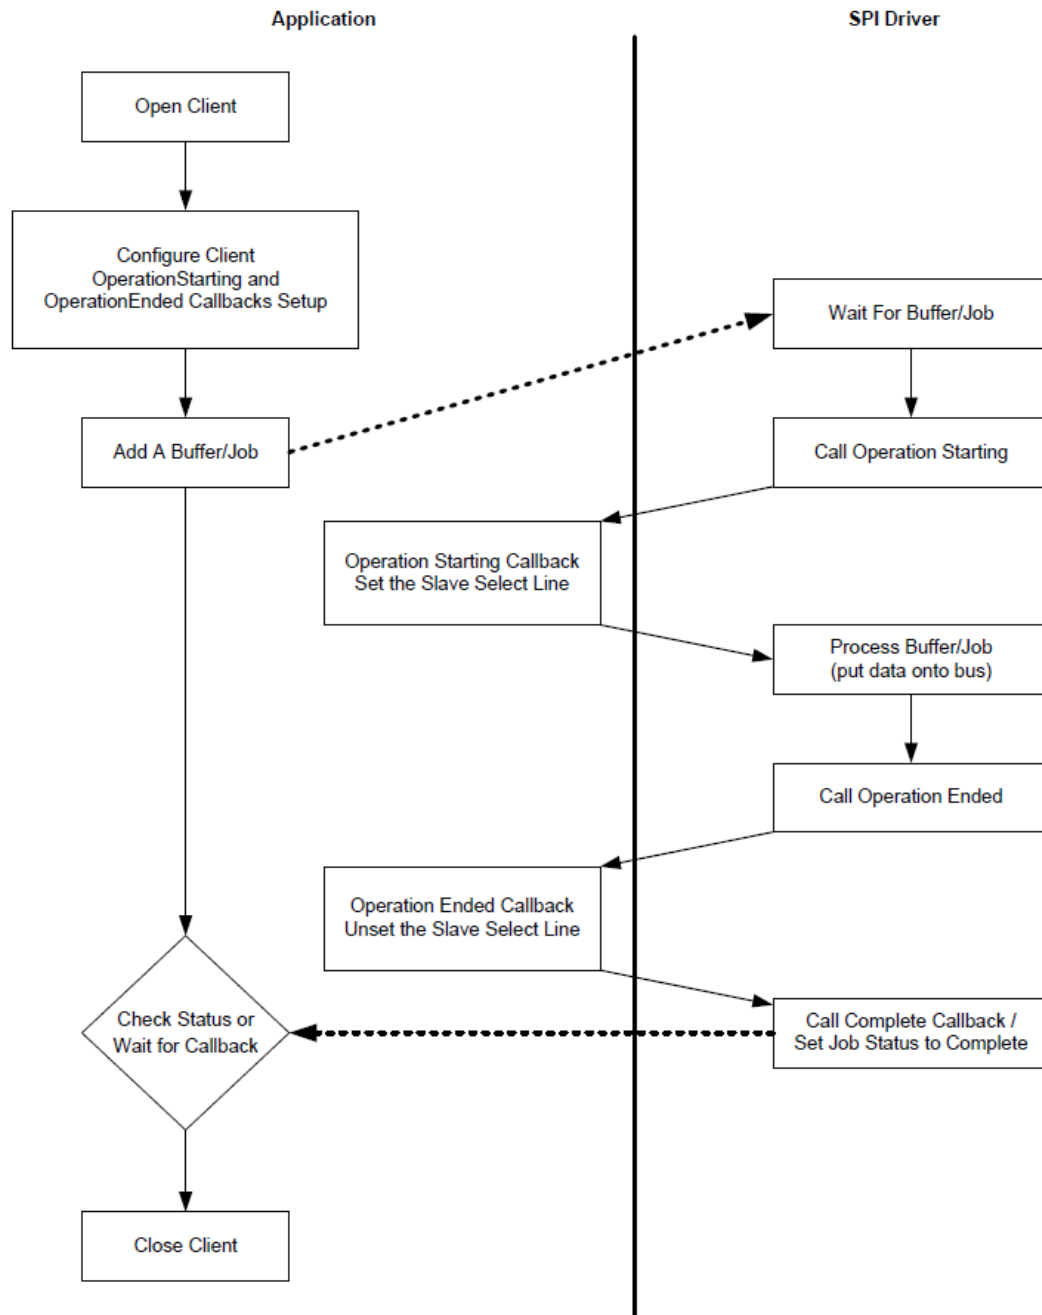 Application
SPI Driver
Open Client
Configure Client
OperationStarting and
OperationEnded Callbacks Setup
Wait For Buffer/Job
Add A Buffer/Job
Call Operation Starting
Operation Starting Callback
Set the Slave Select Line
Process Buffer/Job
(put data onto bus)
Call Operation Ended
Operation Ended Callback
Unset the Slave Select Line
Check Status or
Wait for Callback
Call Complete Callback /
Set Job Status to Complete
Close Client